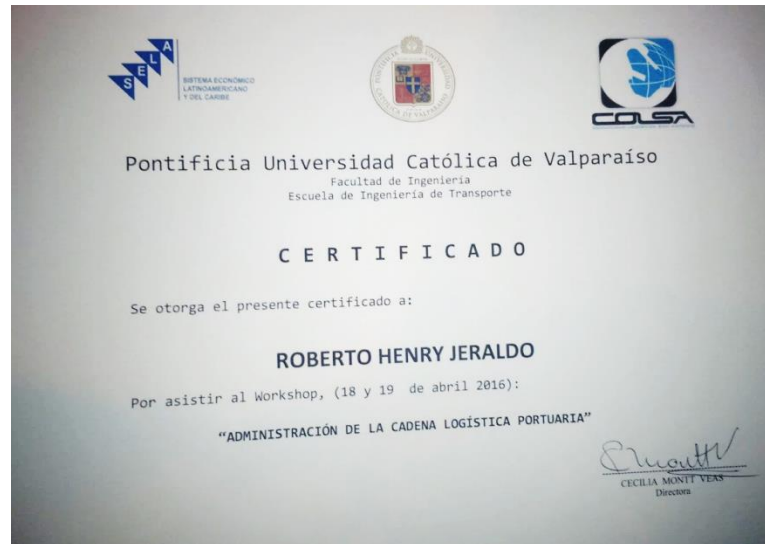 SELA
SISTEMA ECONÓMICO
LATINOAMERICANO
Y DEL CARIBE
COLSA
Pontificia Universidad Católica de Valparaíso
Facultad de Ingeniería
Escuela de Ingeniería de Transporte
CERTIFICADO
Se otorga el presente certificado a:
ROBERTO HENRY JERALDO
Por asistir al Workshop, (18 y 19 de abril 2016):
“ADMINISTRACIÓN DE LA CADENA LOGÍSTICA PORTUARIA”
CECILIA MONTT VEAS
Directora